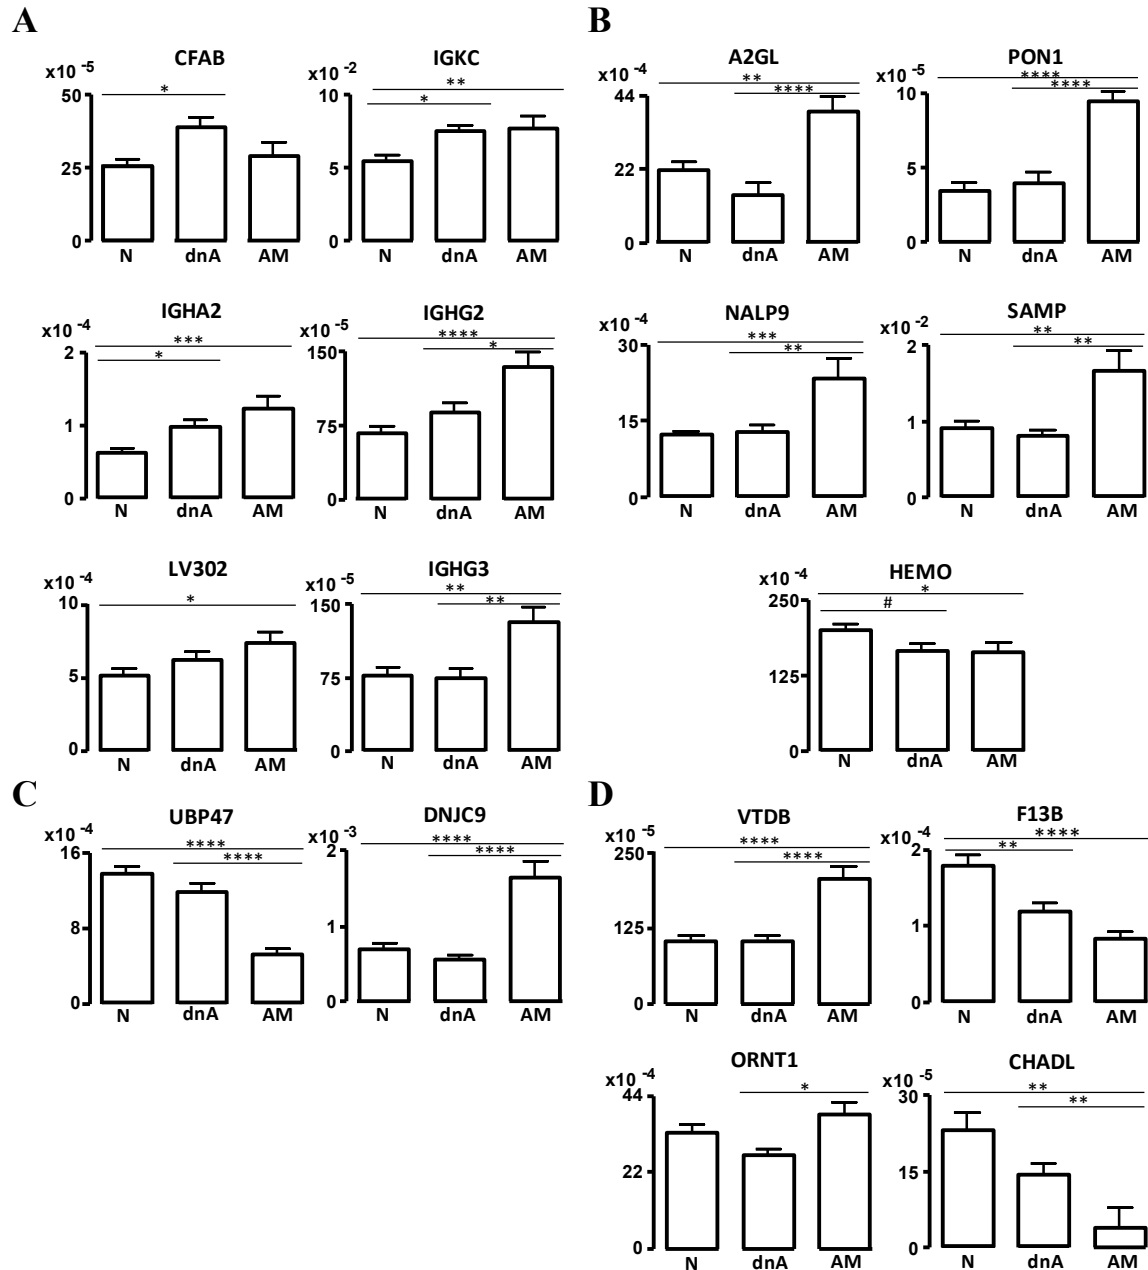 A
CFAB
x10 -5
*
50
25
0
N dnA AM
IGKC
x10 -2
**
*
10
5
0
N dnA AM
IGHA2
x10 -4
***
*
2
1
0
N dnA AM
IGHG2
x10 -5
****
*
150
75
0
N dnA AM
LV302
x10 -4
*
10
5
0
N dnA AM
IGHG3
x10 -5
**
**
150
75
0
N dnA AM
B
A2GL
x10 -4
**
****
44
22
0
N dnA AM
PON1
x10 -5
****
****
10
5
0
N dnA AM
NALP9
x10 -4
***
**
30
15
0
N dnA AM
SAMP
x10 -2
**
**
2
1
0
N dnA AM
HEMO
x10 -4
*
#
250
125
0
N dnA AM
C
UBP47
x10 -4
****
****
16
8
0
N dnA AM
DNJC9
x10 -3
****
****
2
1
0
N dnA AM
D
VTDB
x10 -5
****
****
250
125
0
N dnA AM
F13B
x10 -4
****
**
2
1
0
N dnA AM
ORNT1
x10 -4
*
44
22
0
N dnA AM
CHADL
x10 -5
**
**
30
15
0
N dnA AM